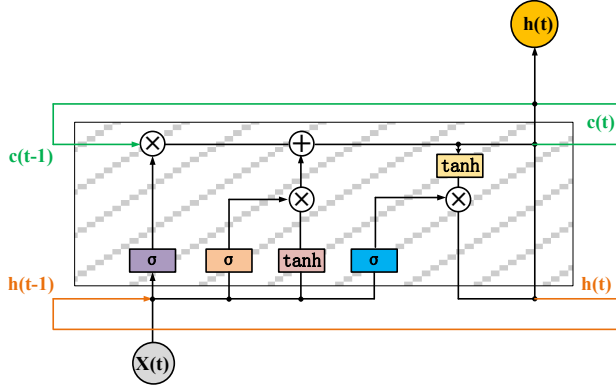 h(t)
c(t)
c(t-1)
×
+
tanh
×
×
σ
σ
tanh
σ
h(t-1)
h(t)
X(t)